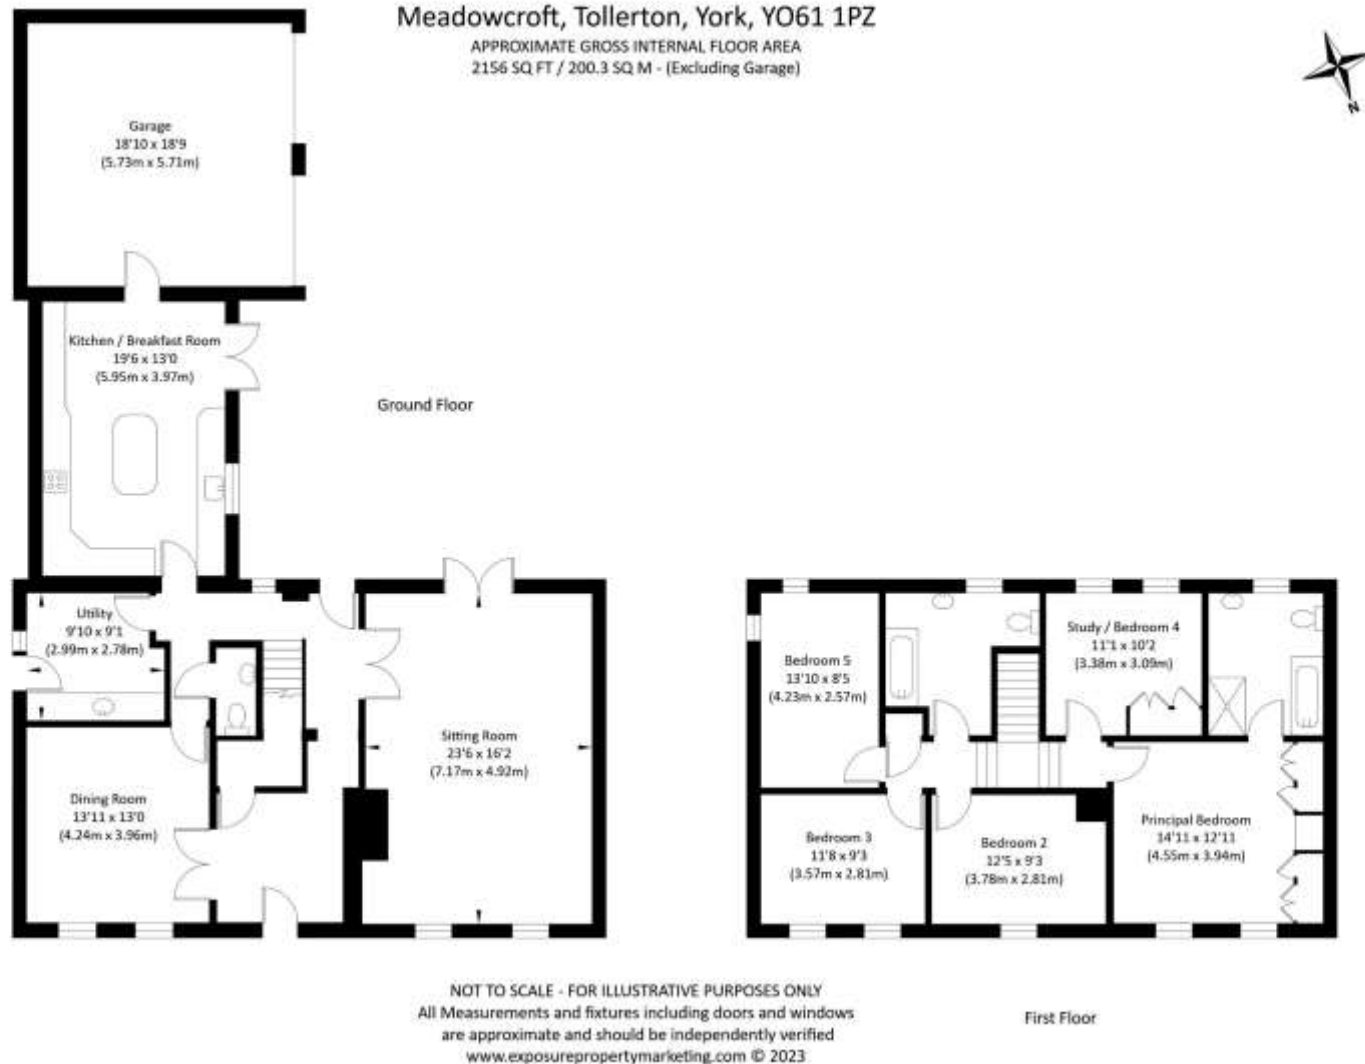 Meadowcroft, Tollerton, York, YO61 1PZ
APPROXIMATE GROSS INTERNAL FLOOR AREA
2156 SQ FT / 200.3 SQ M - (Excluding Garage)
N
Garage
18'10 x 18'9
(5.73m x 5.71m)
Kitchen / Breakfast Room
19'6 x 13'0
(5.95m x 3.97m)
Ground Floor
Utility
9'10 x 9'1
(2.99m x 2.78m)
Sitting Room
23'6 x 16'2
(7.17m x 4.92m)
Dining Room
13'11 x 13'0
(4.24m x 3.96m)
Bedroom 5
13'10 x 8'5
(4.23m x 2.57m)
Study / Bedroom 4
11'1 x 10'2
(3.38m x 3.09m)
Bedroom 3
11'8 x 9'3
(3.57m x 2.81m)
Bedroom 2
12'5 x 9'3
(3.78m x 2.81m)
Principal Bedroom
14'11 x 12'11
(4.55m x 3.94m)
NOT TO SCALE - FOR ILLUSTRATIVE PURPOSES ONLY
All Measurements and fixtures including doors and windows
are approximate and should be independently verified
www.exposurepropertymarketing.com © 2023
First Floor